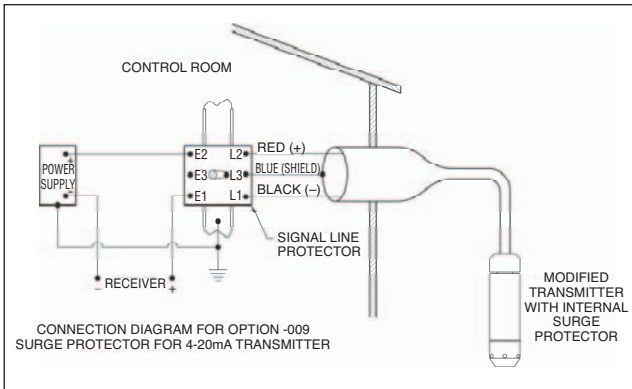 CONTROL ROOM
RED (+)
E2 L2
BLUE (SHIELD)
+
POWER
SUPPLY
E3 L3
BLACK (–)
–
E1 L1
SIGNAL LINE
PROTECTOR
– RECEIVER +
MODIFIED
TRANSMITTER
WITH INTERNAL
SURGE
PROTECTOR
CONNECTION DIAGRAM FOR OPTION -009
SURGE PROTECTOR FOR 4-20mA TRANSMITTER